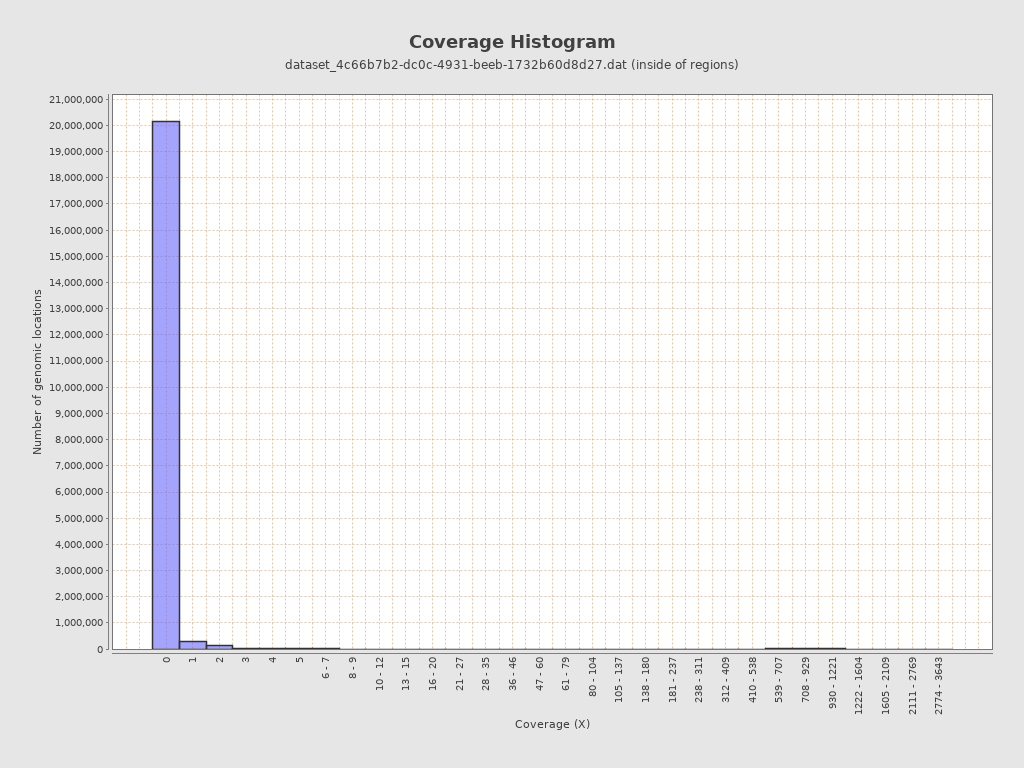 Coverage Histogram
dataset_4c66b7b2-dc0c-4931-beeb-1732b60d8d27.dat (inside of regions)
21,000,000
20,000,000
19,000,000
18,000,000
17,000,000
16,000,000
15,000,000
14,000,000
13,000,000
12,000,000
11,000,000
10,000,000
9,000,000
8,000,000
7,000,000
6,000,000
5,000,000
4,000,000
3,000,000
2,000,000
1,000,000
0
Number of genomic locations
0
1
2
3
4
5
6 - 7
8 - 9
10 - 12
13 - 15
16 - 20
21 - 27
28 - 35
36 - 46
47 - 60
61 - 79
80 - 104
105 - 137
138 - 180
181 - 237
238 - 311
312 - 409
410 - 538
539 - 707
708 - 929
930 - 1221
1222 - 1604
1605 - 2109
2111 - 2769
2774 - 3643
Coverage (X)